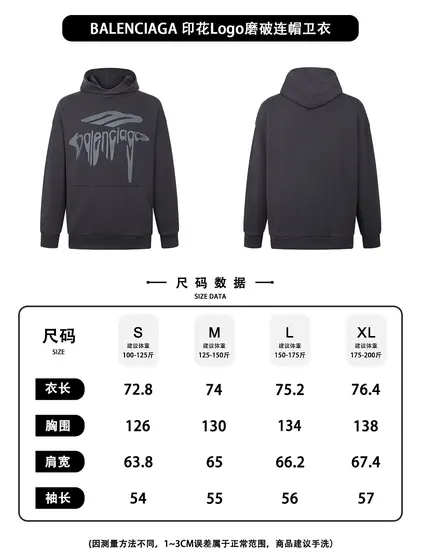 BALENCIAGA 印花Logo磨破连帽卫衣
balenciaga
尺码数据
SIZE DATA
尺码 S M L XL
SIZE 建议体重 建议体重 建议体重 建议体重
100-125斤 125-150斤 150-175斤 175-200斤
衣长 72.8 74 75.2 76.4
胸围 126 130 134 138
肩宽 63.8 65 66.2 67.4
袖长 54 55 56 57
(因测量方法不同，1~3CM误差属于正常范围，商品建议手洗)